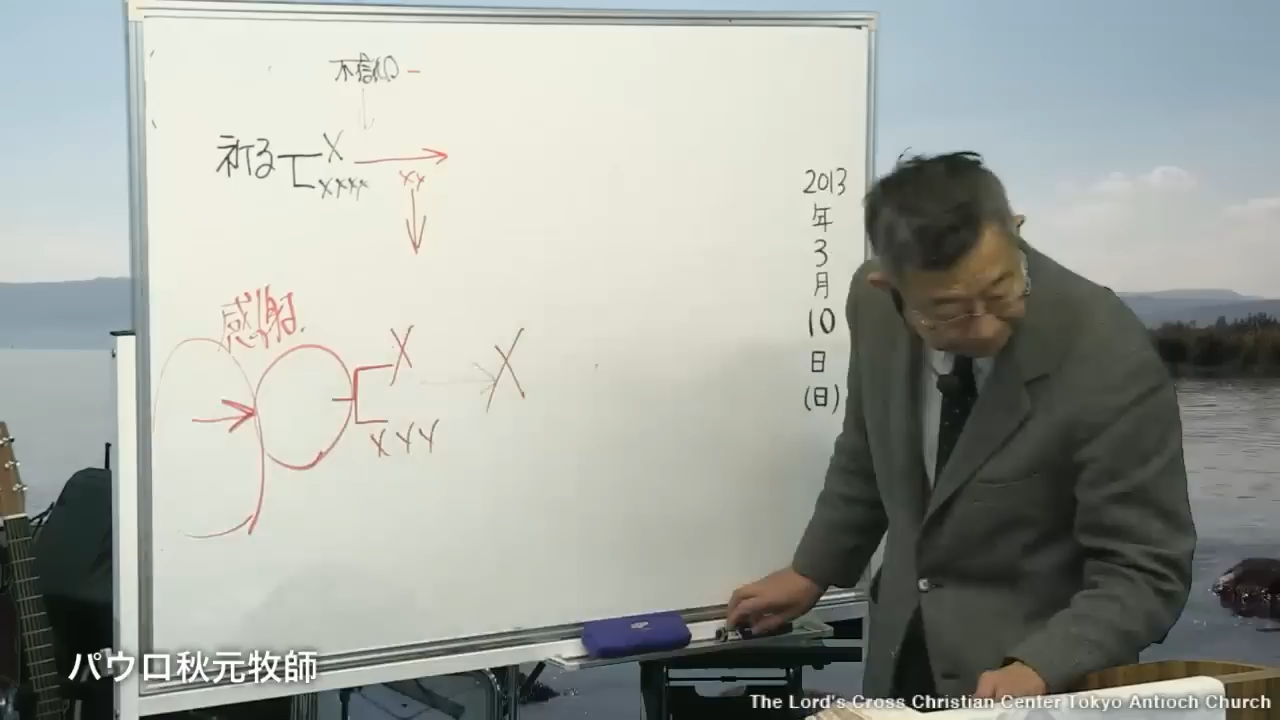 不信仰
祈る
X
XXXX
XX
感謝
X
X
XYY
2013
年
3
月
10
日
(日)
パウロ秋元牧師
The Lord's Cross Christian Center Tokyo Antioch Church